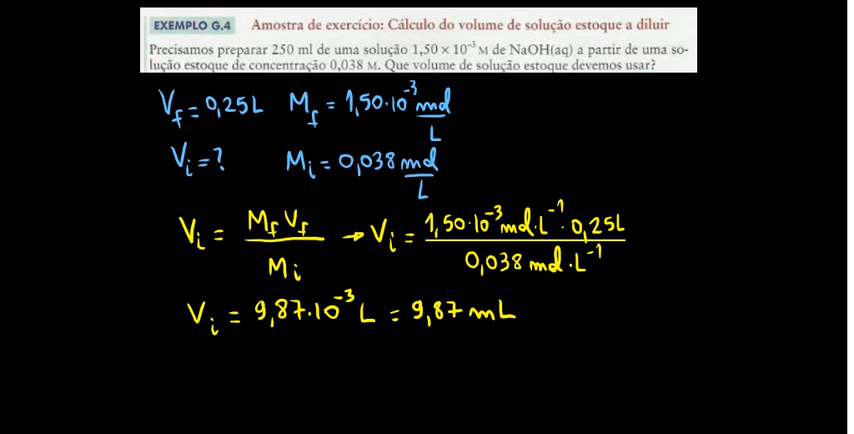 EXEMPLO G.4 Amostra de exercício: Cálculo do volume de solução estoque a diluir
Precisamos preparar 250 ml de uma solução 1,50 × 10⁻³ M de NaOH(aq) a partir de uma so-
lução estoque de concentração 0,038 M. Que volume de solução estoque devemos usar?
V_f = 0,25L M_f = 1,50·10⁻³ mol/L
V_i = ? M_i = 0,038 mol/L
V_i = M_f V_f / M_i → V_i = 1,50·10⁻³ mol·L⁻¹ · 0,25L / 0,038 mol·L⁻¹
V_i = 9,87·10⁻³ L = 9,87 mL